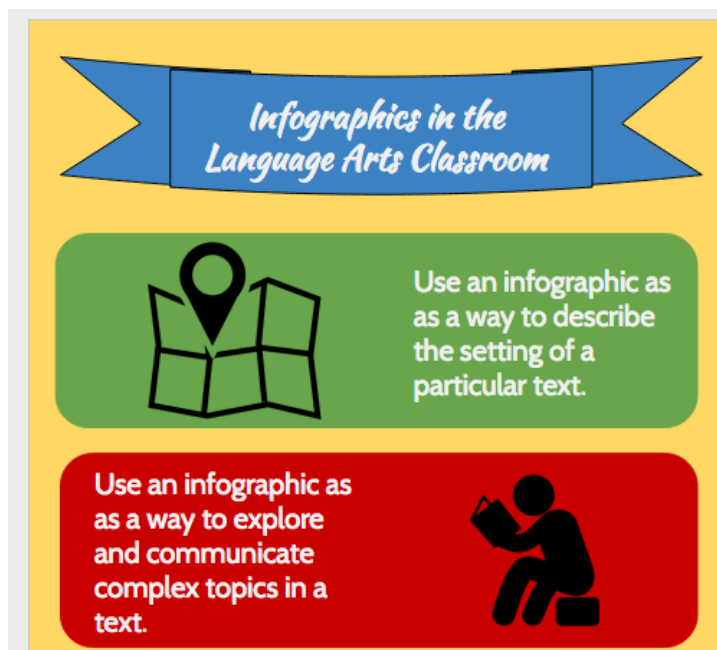 Infographics in the
Language Arts Classroom
Use an infographic as
as a way to describe
the setting of a
particular text.
Use an infographic as
as a way to explore
and communicate
complex topics in a
text.